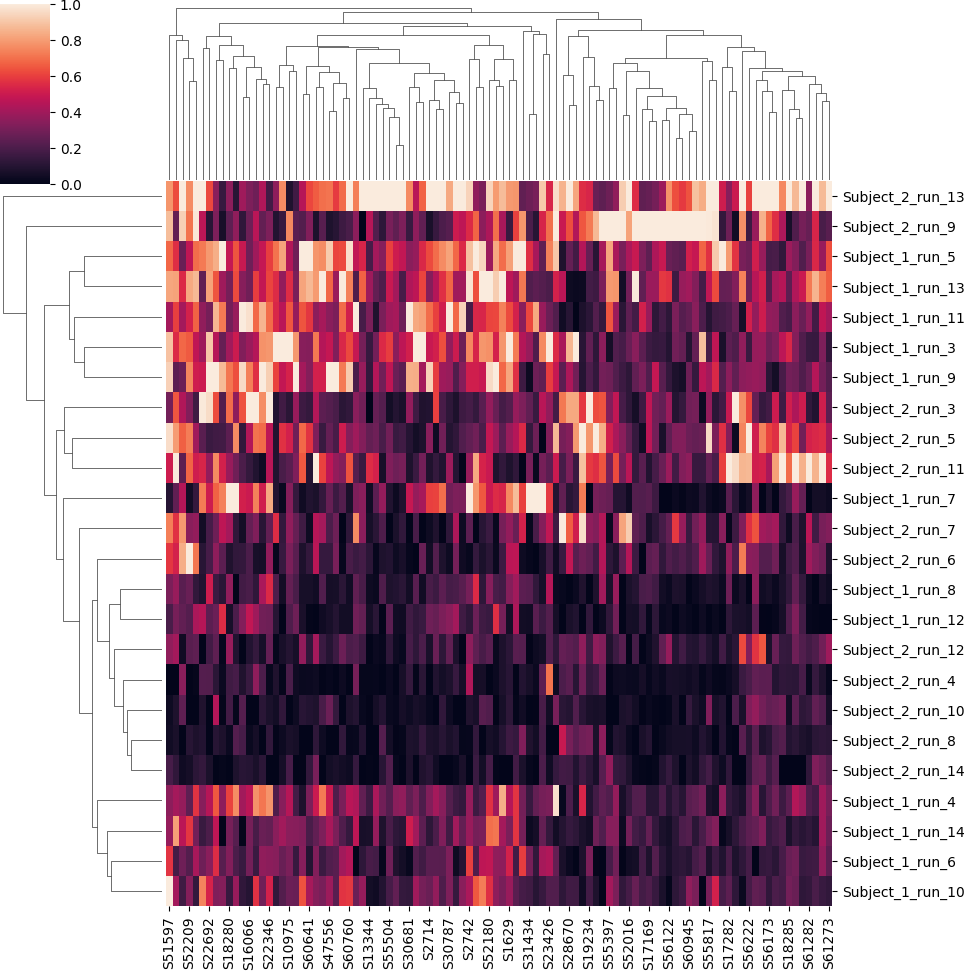 1.0
0.8
0.6
0.4
0.2
0.0
Subject_2_run_13
Subject_2_run_9
Subject_1_run_5
Subject_1_run_13
Subject_1_run_11
Subject_1_run_3
Subject_1_run_9
Subject_2_run_3
Subject_2_run_5
Subject_2_run_11
Subject_1_run_7
Subject_2_run_7
Subject_2_run_6
Subject_1_run_8
Subject_1_run_12
Subject_2_run_12
Subject_2_run_4
Subject_2_run_10
Subject_2_run_8
Subject_2_run_14
Subject_1_run_4
Subject_1_run_14
Subject_1_run_6
Subject_1_run_10
S51597
S52209
S22692
S18280
S16066
S22346
S10975
S60641
S47556
S60760
S13344
S55504
S30681
S2714
S30787
S2742
S52180
S1629
S31434
S23426
S28670
S19234
S55397
S52016
S17169
S56122
S60945
S55817
S17282
S56222
S56173
S18285
S61282
S61273